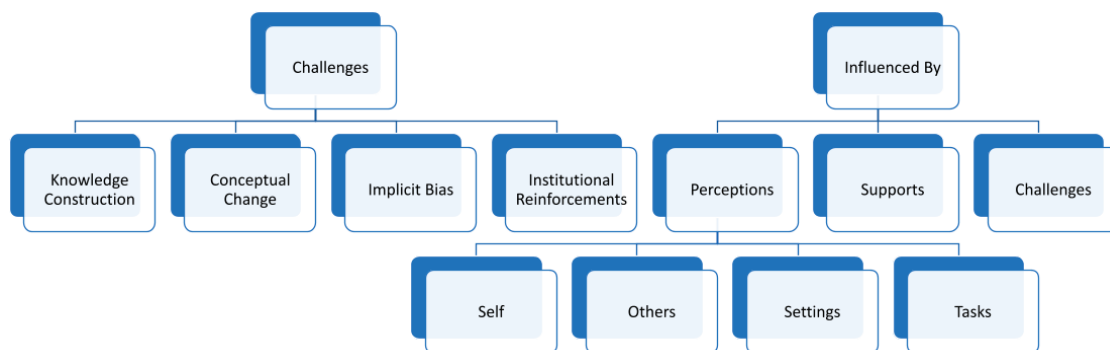 Challenges
Influenced By
Knowledge
Construction
Conceptual
Change
Implicit Bias
Institutional
Reinforcements
Perceptions
Supports
Challenges
Self
Others
Settings
Tasks